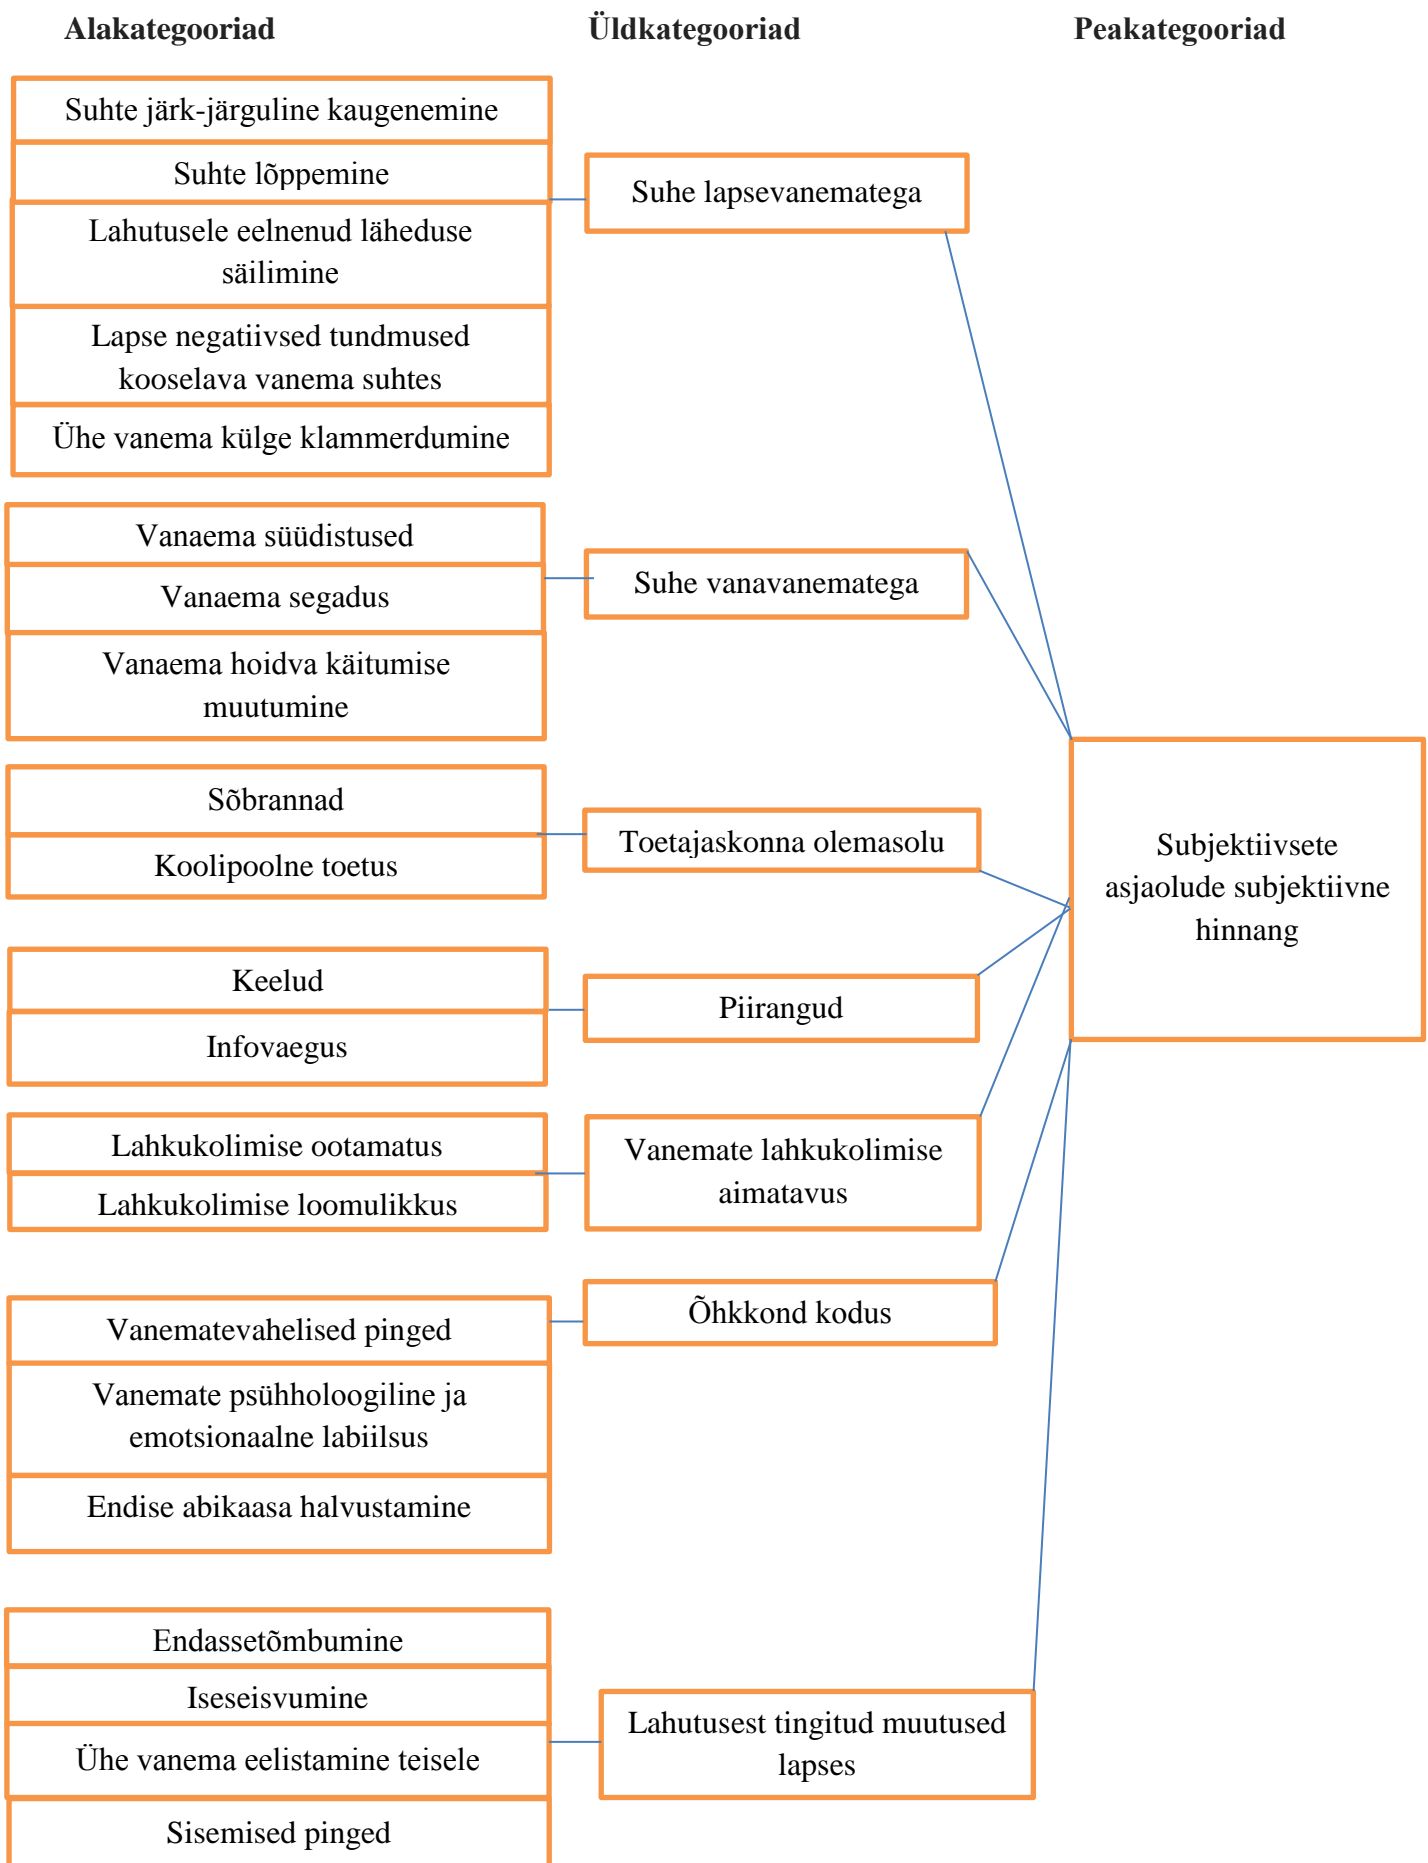 Alakategooriad
Üldkategooriad
Peakategooriad
Suhte järk-järguline kaugenemine
Suhte lõppemine
Lahutusele eelnenud läheduse
säilimine
Lapse negatiivsed tundmused
kooselava vanema suhtes
Ühe vanema külge klammerdumine
Suhe lapsevanematega
Vanaema süüdistused
Vanaema segadus
Vanaema hoidva käitumise
muutumine
Suhe vanavanematega
Sõbrannad
Koolipoolne toetus
Toetajaskonna olemasolu
Keelud
Infovaegus
Piirangud
Lahkukolimise ootamatus
Lahkukolimise loomulikkus
Vanemate lahkukolimise
aimatavus
Vanematevahelised pinged
Vanemate psühholoogiline ja
emotsionaalne labiilsus
Endise abikaasa halvustamine
Õhkkond kodus
Endassetõmbumine
Iseseisvumine
Ühe vanema eelistamine teisele
Sisemised pinged
Lahutusest tingitud muutused
lapses
Subjektiivsete
asjaolude subjektiivne
hinnang